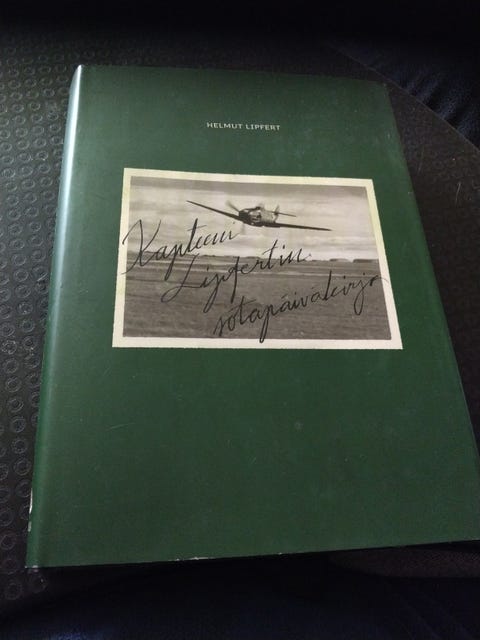 HELMUT LIPFERT
Kapteeni
Lipfertin
sotapäiväkirja